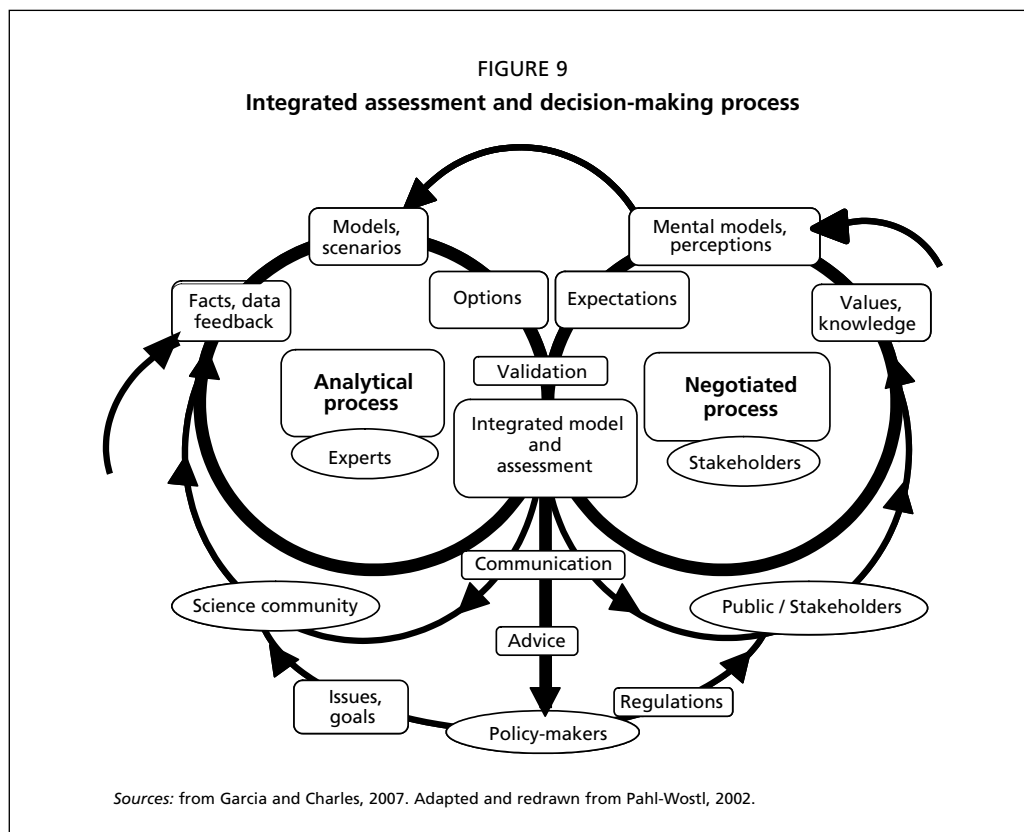 FIGURE 9
Integrated assessment and decision-making process
Models,
scenarios
Mental models,
perceptions
Facts, data
feedback
Options
Expectations
Values,
knowledge
Validation
Analytical
process
Experts
Integrated model
and
assessment
Negotiated
process
Stakeholders
Communication
Science community
Public / Stakeholders
Advice
Issues,
goals
Regulations
Policy-makers
Sources: from Garcia and Charles, 2007. Adapted and redrawn from Pahl-Wostl, 2002.